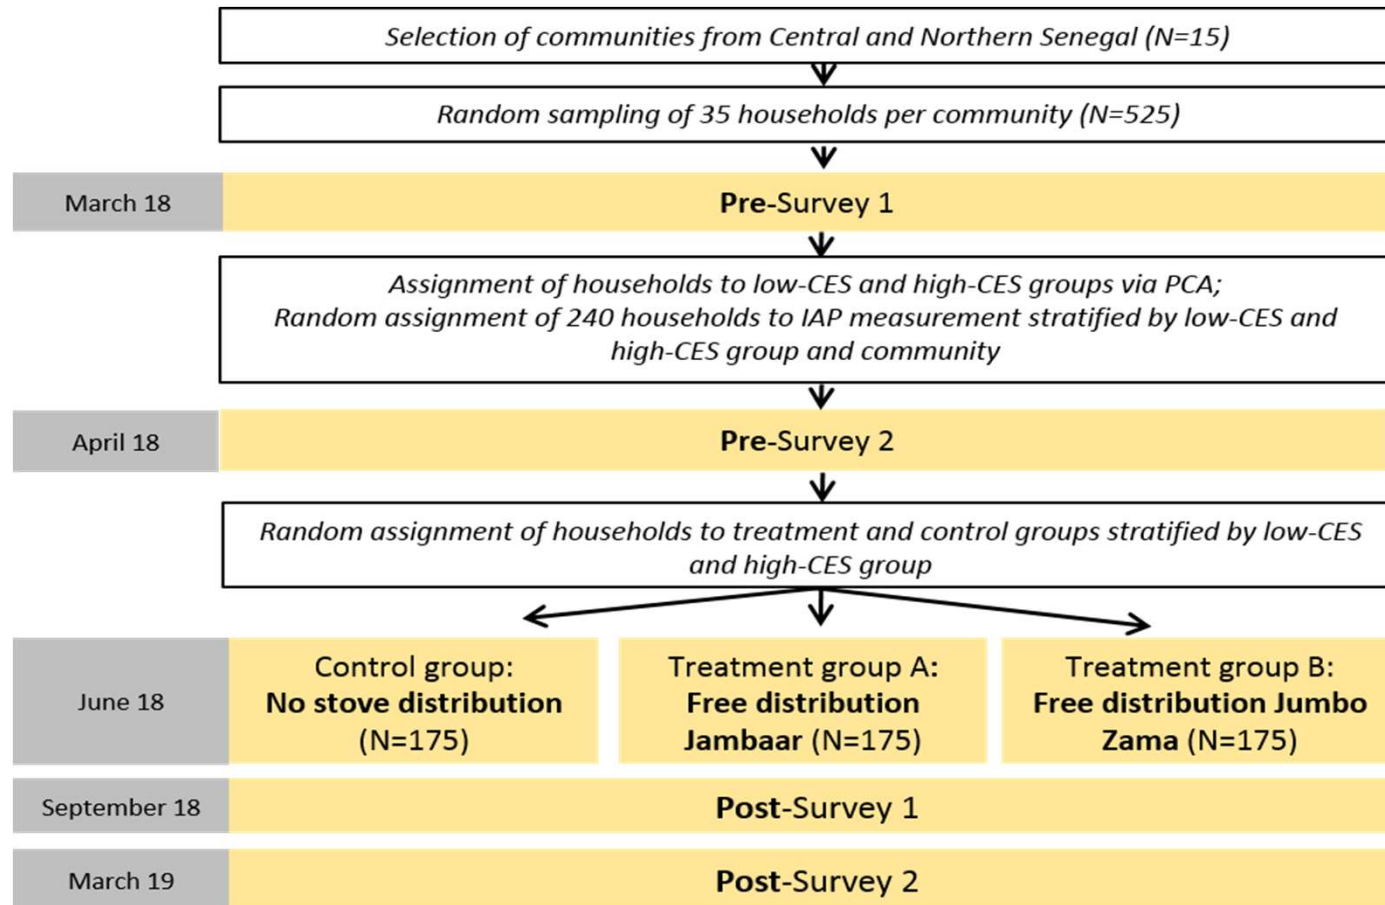 Selection of communities from Central and Northern Senegal (N=15)
Random sampling of 35 households per community (N=525)
March 18
Pre-Survey 1
Assignment of households to low-CES and high-CES groups via PCA;
Random assignment of 240 households to IAP measurement stratified by low-CES and
high-CES group and community
April 18
Pre-Survey 2
Random assignment of households to treatment and control groups stratified by low-CES
and high-CES group
June 18
Control group:
No stove distribution
(N=175)
Treatment group A:
Free distribution
Jambaar (N=175)
Treatment group B:
Free distribution Jumbo
Zama (N=175)
September 18
Post-Survey 1
March 19
Post-Survey 2